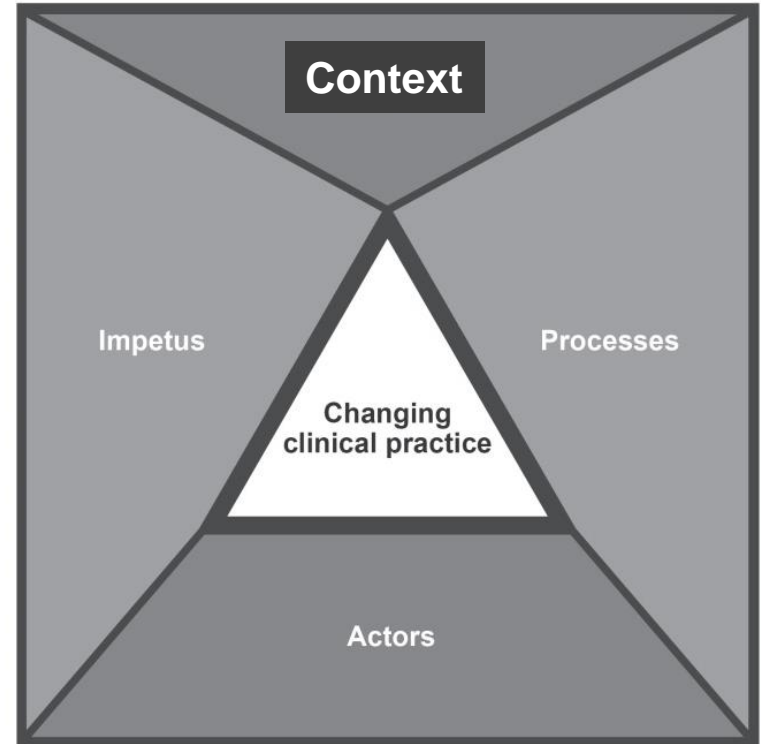 Context
Impetus
Processes
Changing
clinical practice
Actors